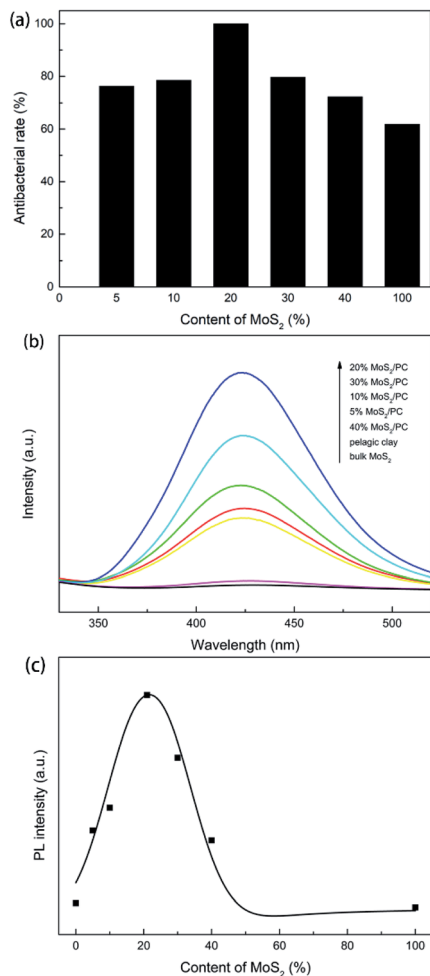 (a)
100
80
60
40
20
0
Antibacterial rate (%)
0 5 10 20 30 40 100
Content of MoS2 (%)
(b)
20% MoS2/PC
30% MoS2/PC
10% MoS2/PC
5% MoS2/PC
40% MoS2/PC
pelagic clay
bulk MoS2
Intensity (a.u.)
350 400 450 500
Wavelength (nm)
(c)
PL intensity (a.u.)
0 20 40 60 80 100
Content of MoS2 (%)